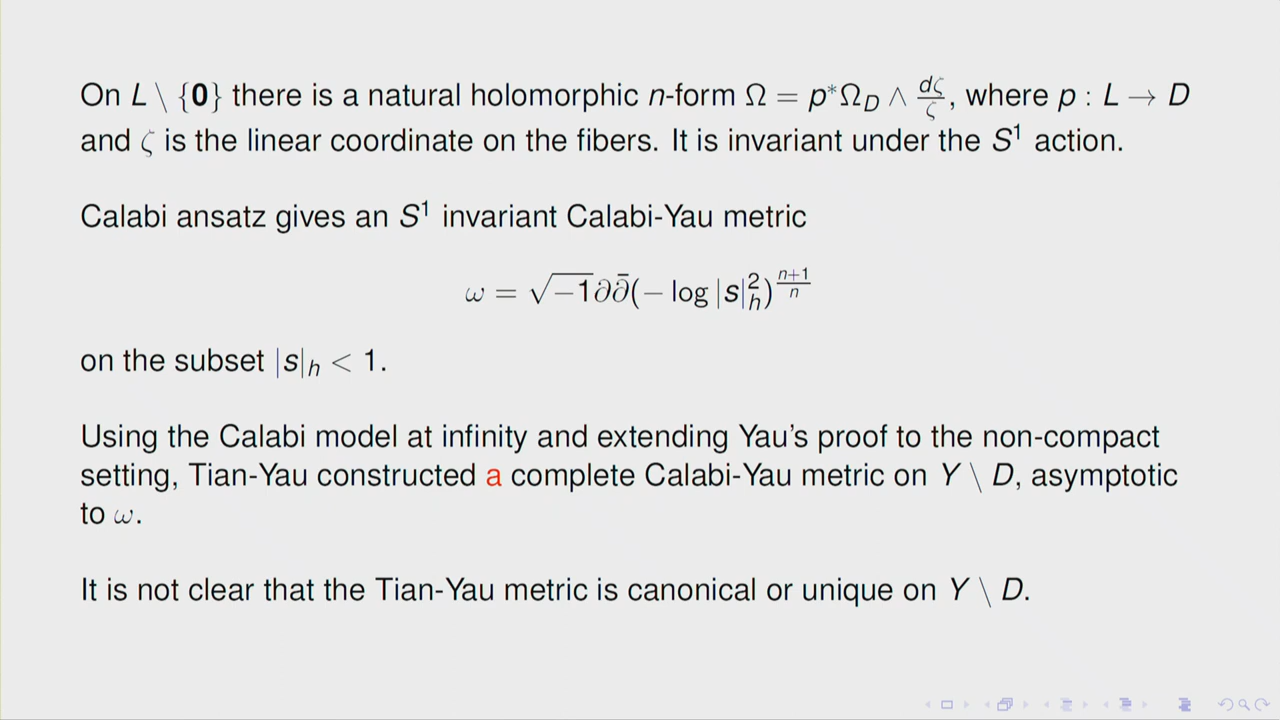 On L \ {0} there is a natural holomorphic n-form Ω = p*Ω_D ∧ dζ/ζ, where p : L → D
and ζ is the linear coordinate on the fibers. It is invariant under the S¹ action.
Calabi ansatz gives an S¹ invariant Calabi-Yau metric
ω = √−1∂∂̄(− log |s|²_h)^{(n+1)/n}
on the subset |s|_h < 1.
Using the Calabi model at infinity and extending Yau's proof to the non-compact
setting, Tian-Yau constructed a complete Calabi-Yau metric on Y \ D, asymptotic
to ω.
It is not clear that the Tian-Yau metric is canonical or unique on Y \ D.